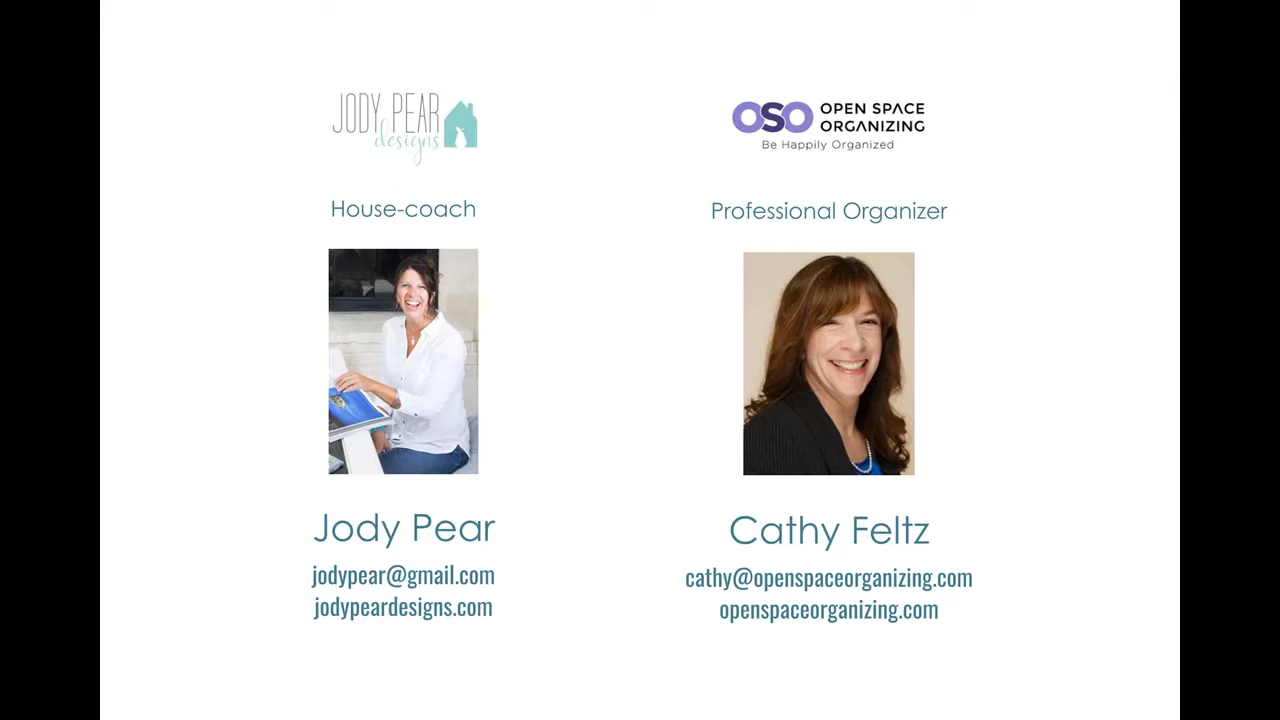 JODY PEAR
designs
House-coach
Jody Pear
jodypear@gmail.com
jodypeardesigns.com
OSO
OPEN SPACE
ORGANIZING
Be Happily Organized
Professional Organizer
Cathy Feltz
cathy@openspaceorganizing.com
openspaceorganizing.com